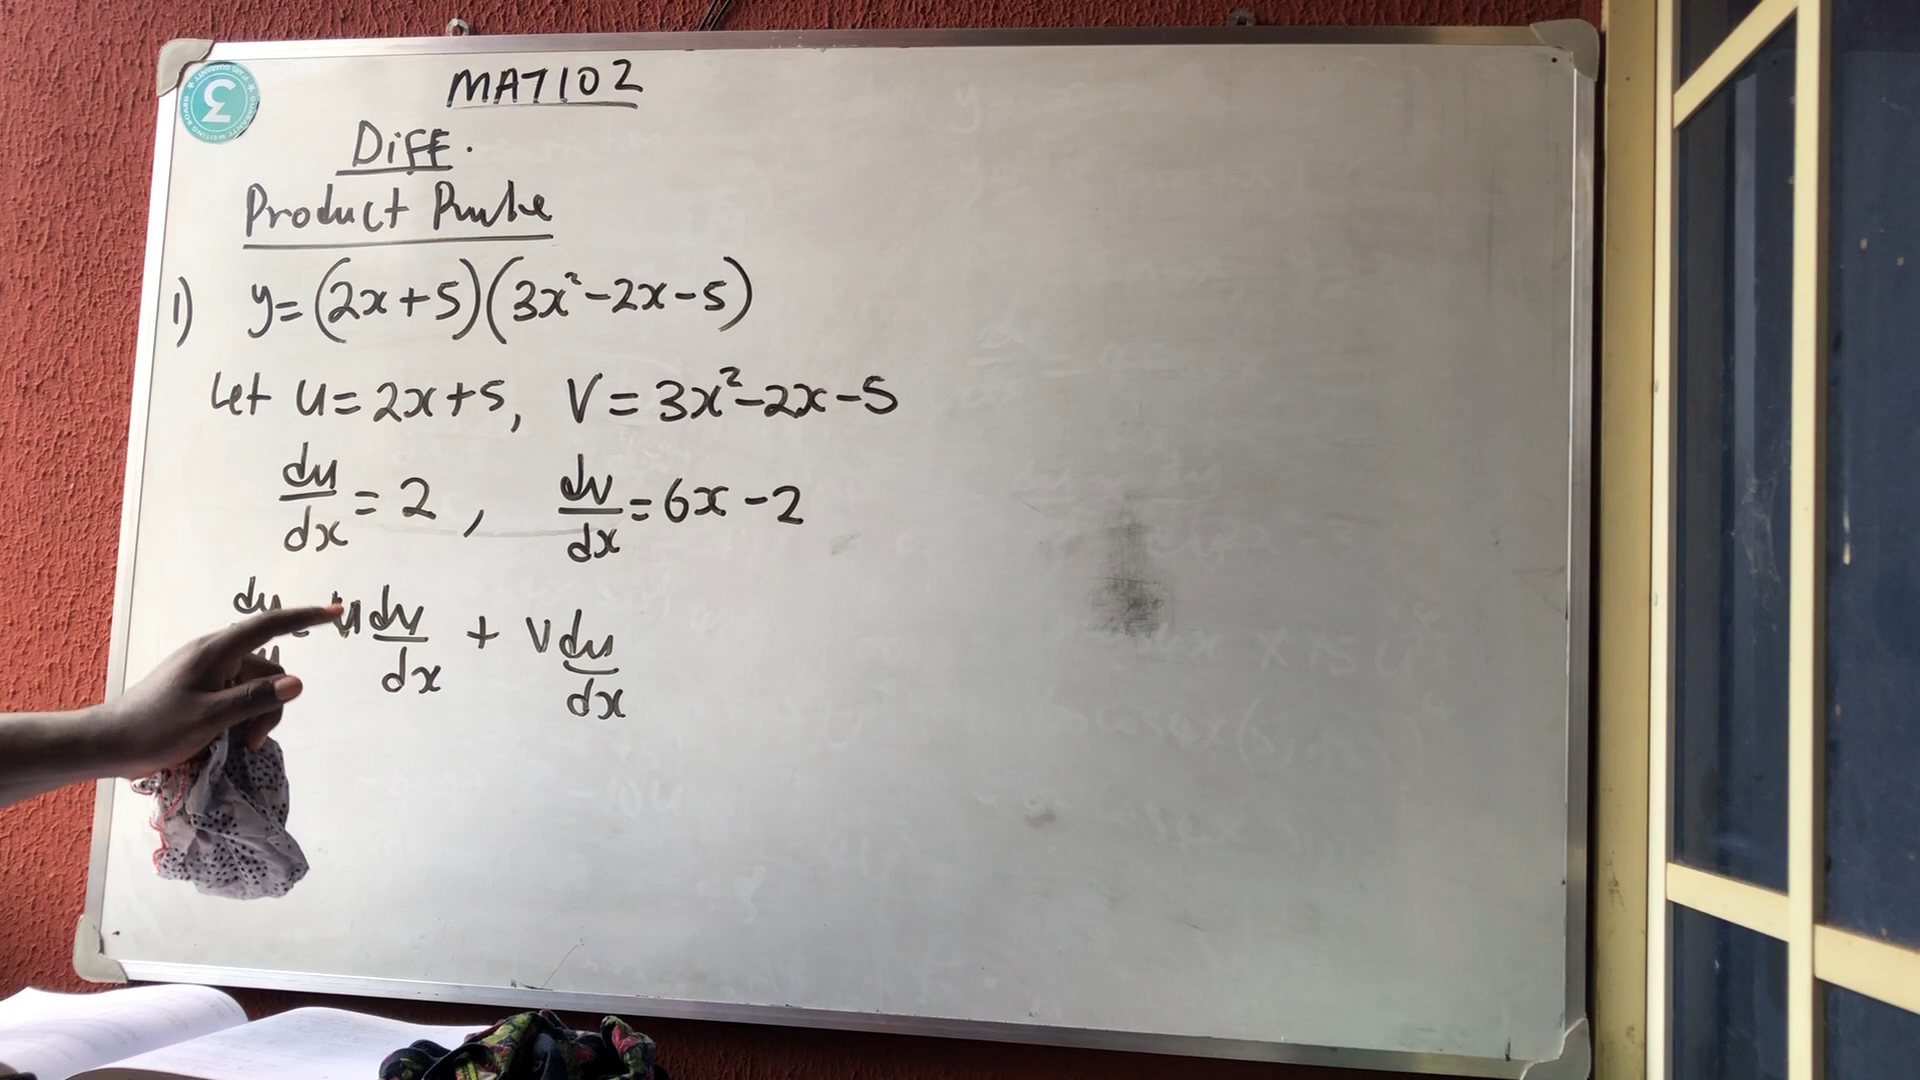 MAT102
Diff.
Product Rule
1) y=(2x+5)(3x²-2x-5)
Let u=2x+5, V=3x²-2x-5
du/dx = 2, dv/dx = 6x-2
u dv/dx + v du/dx